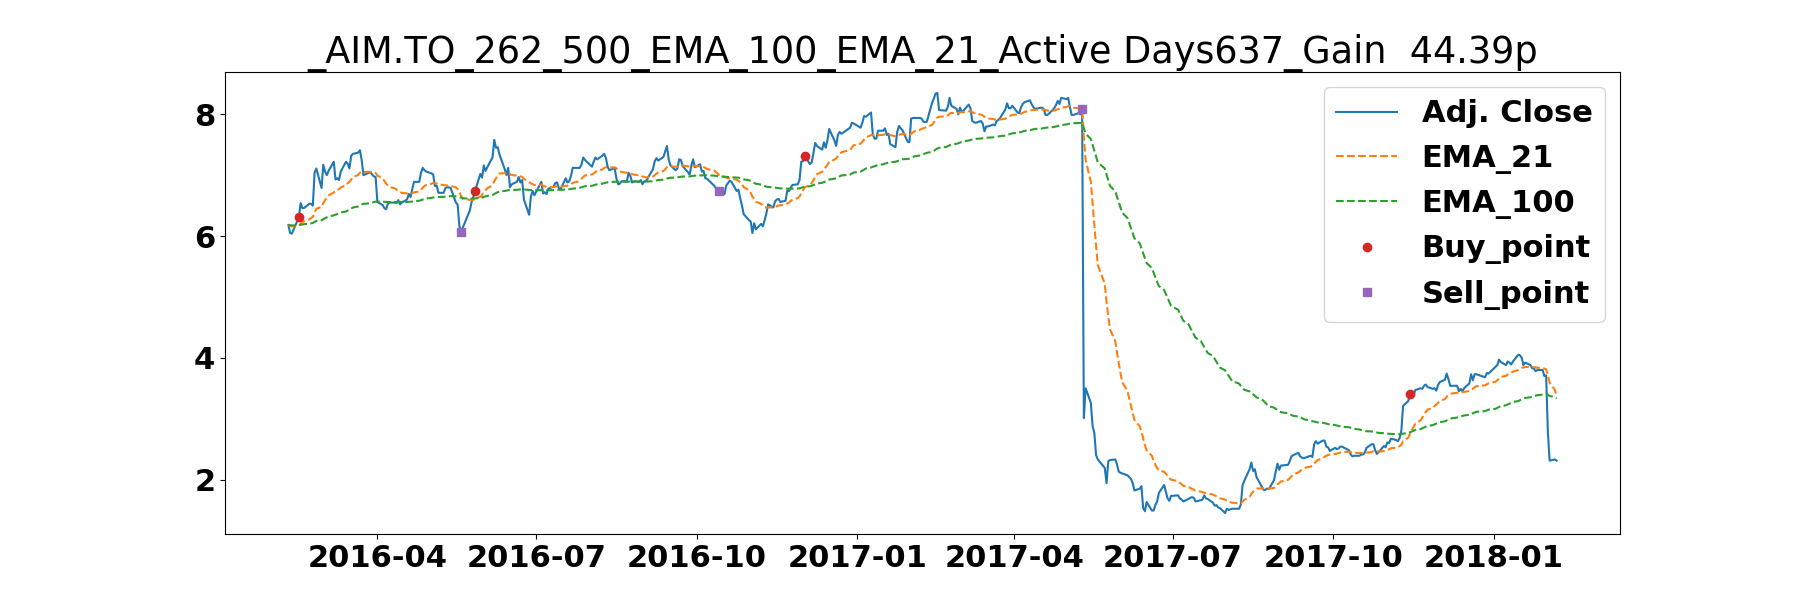 _AIM.TO_262_500_EMA_100_EMA_21_Active Days637_Gain  44.39p
Adj. Close
EMA_21
EMA_100
Buy_point
Sell_point
8
6
4
2
2016-04 2016-07 2016-10 2017-01 2017-04 2017-07 2017-10 2018-01